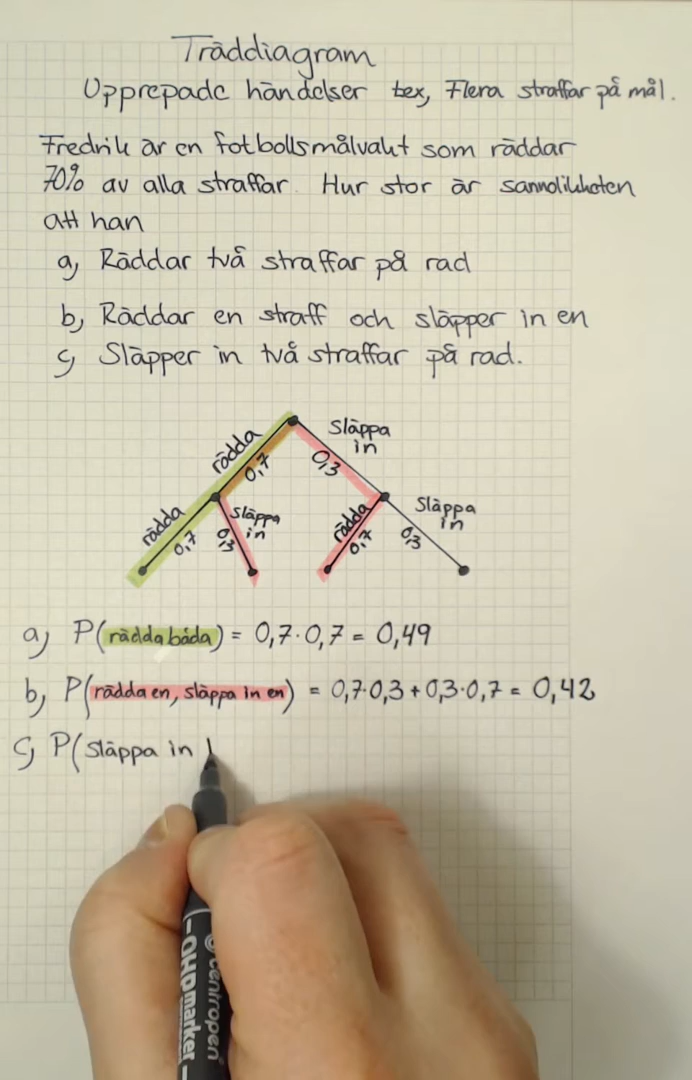 Träddiagram
Upprepade händelser tex, Flera straffar på mål.
Fredrik är en fotbollsmålvakt som räddar
70% av alla straffar. Hur stor är sannolikheten
att han
a, Räddar två straffar på rad
b, Räddar en straff och släpper in en
c, Släpper in två straffar på rad.
rädda
0,7
Släppa
in
0,3
rädda
0,7
Släppa
in
0,3
rädda
0,7
Släppa
in
0,3
a, P(rädda båda) = 0,7·0,7 = 0,49
b, P(rädda en, släppa in en) = 0,7·0,3 + 0,3·0,7 = 0,42
c, P(släppa in
centropen
OHPmarker